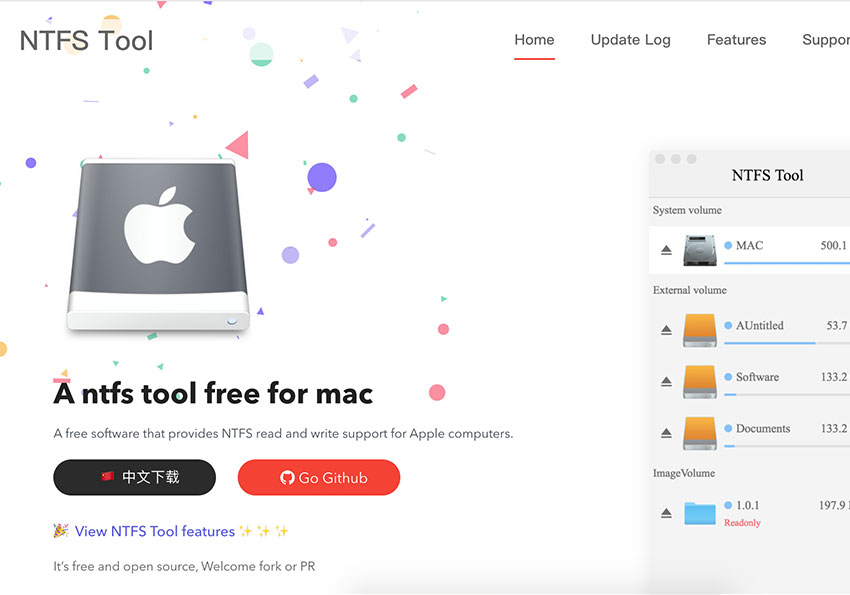 NTFS Tool
Home Update Log Features Suppor
NTFS Tool
System volume
MAC 500.1
External volume
AUntitled 53.7
Software 133.2
Documents 133.2
ImageVolume
1.0.1 197.9
Readonly
A ntfs tool free for mac
A free software that provides NTFS read and write support for Apple computers.
🇨🇳 中文下载 Go Github
🎉 View NTFS Tool features ✨ ✨ ✨
It's free and open source, Welcome fork or PR